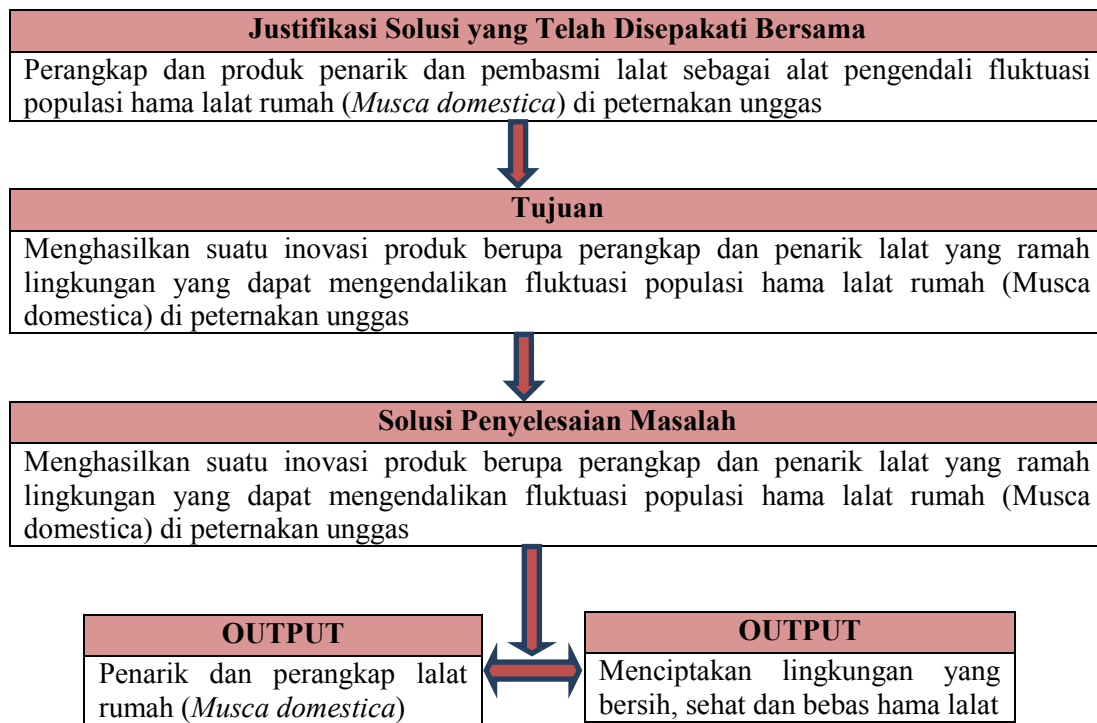 Justifikasi Solusi yang Telah Disepakati Bersama
Perangkap dan produk penarik dan pembasmi lalat sebagai alat pengendali fluktuasi
populasi hama lalat rumah (Musca domestica) di peternakan unggas
Tujuan
Menghasilkan suatu inovasi produk berupa perangkap dan penarik lalat yang ramah
lingkungan yang dapat mengendalikan fluktuasi populasi hama lalat rumah (Musca
domestica) di peternakan unggas
Solusi Penyelesaian Masalah
Menghasilkan suatu inovasi produk berupa perangkap dan penarik lalat yang ramah
lingkungan yang dapat mengendalikan fluktuasi populasi hama lalat rumah (Musca
domestica) di peternakan unggas
OUTPUT
Penarik dan perangkap lalat
rumah (Musca domestica)
OUTPUT
Menciptakan lingkungan yang
bersih, sehat dan bebas hama lalat